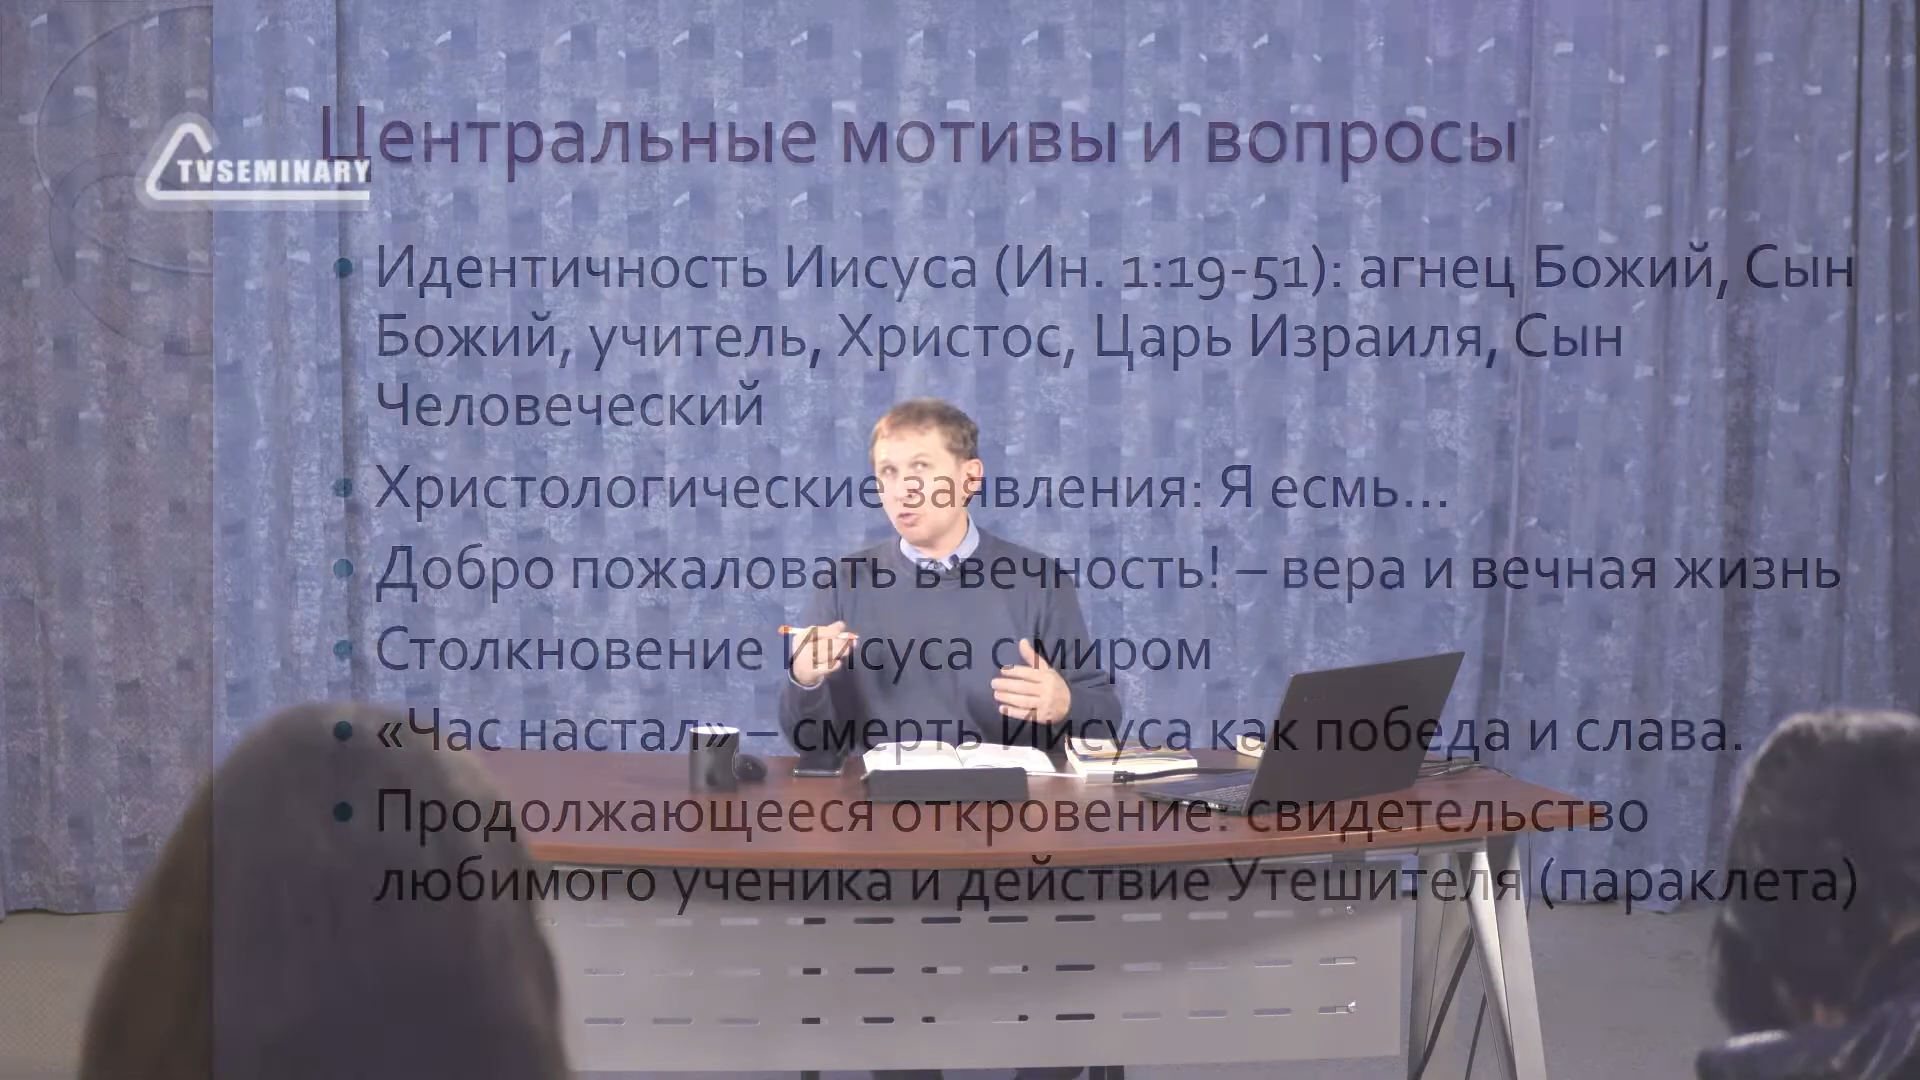 Центральные мотивы и вопросы
TVSEMINARY
• Идентичность Иисуса (Ин. 1:19-51): агнец Божий, Сын
Божий, учитель, Христос, Царь Израиля, Сын
Человеческий
• Христологические заявления: Я есмь...
• Добро пожаловать в вечность! – вера и вечная жизнь
• Столкновение Иисуса с миром
• «Час настал» – смерть Иисуса как победа и слава.
• Продолжающееся откровение: свидетельство
любимого ученика и действие Утешителя (параклета)